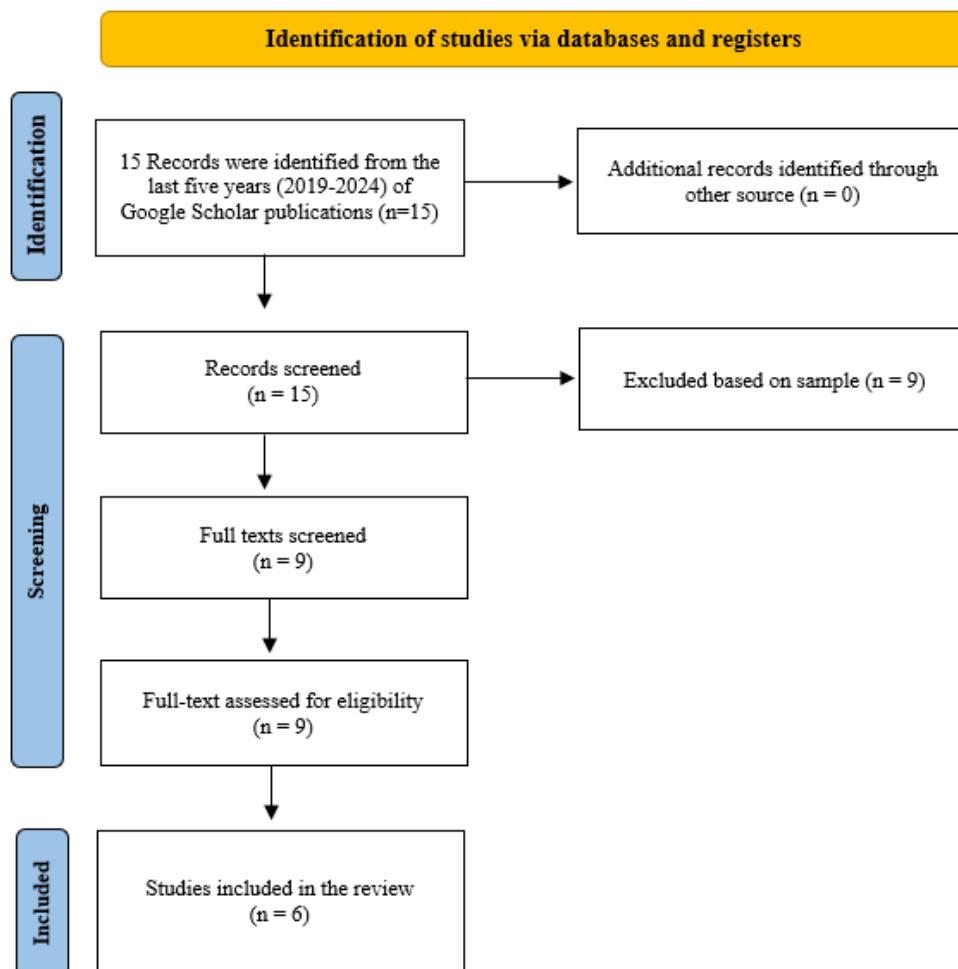 Identification of studies via databases and registers
Identification
15 Records were identified from the
last five years (2019-2024) of
Google Scholar publications (n=15)
Additional records identified through
other source (n = 0)
Screening
Records screened
(n = 15)
Excluded based on sample (n = 9)
Full texts screened
(n = 9)
Full-text assessed for eligibility
(n = 9)
Included
Studies included in the review
(n = 6)